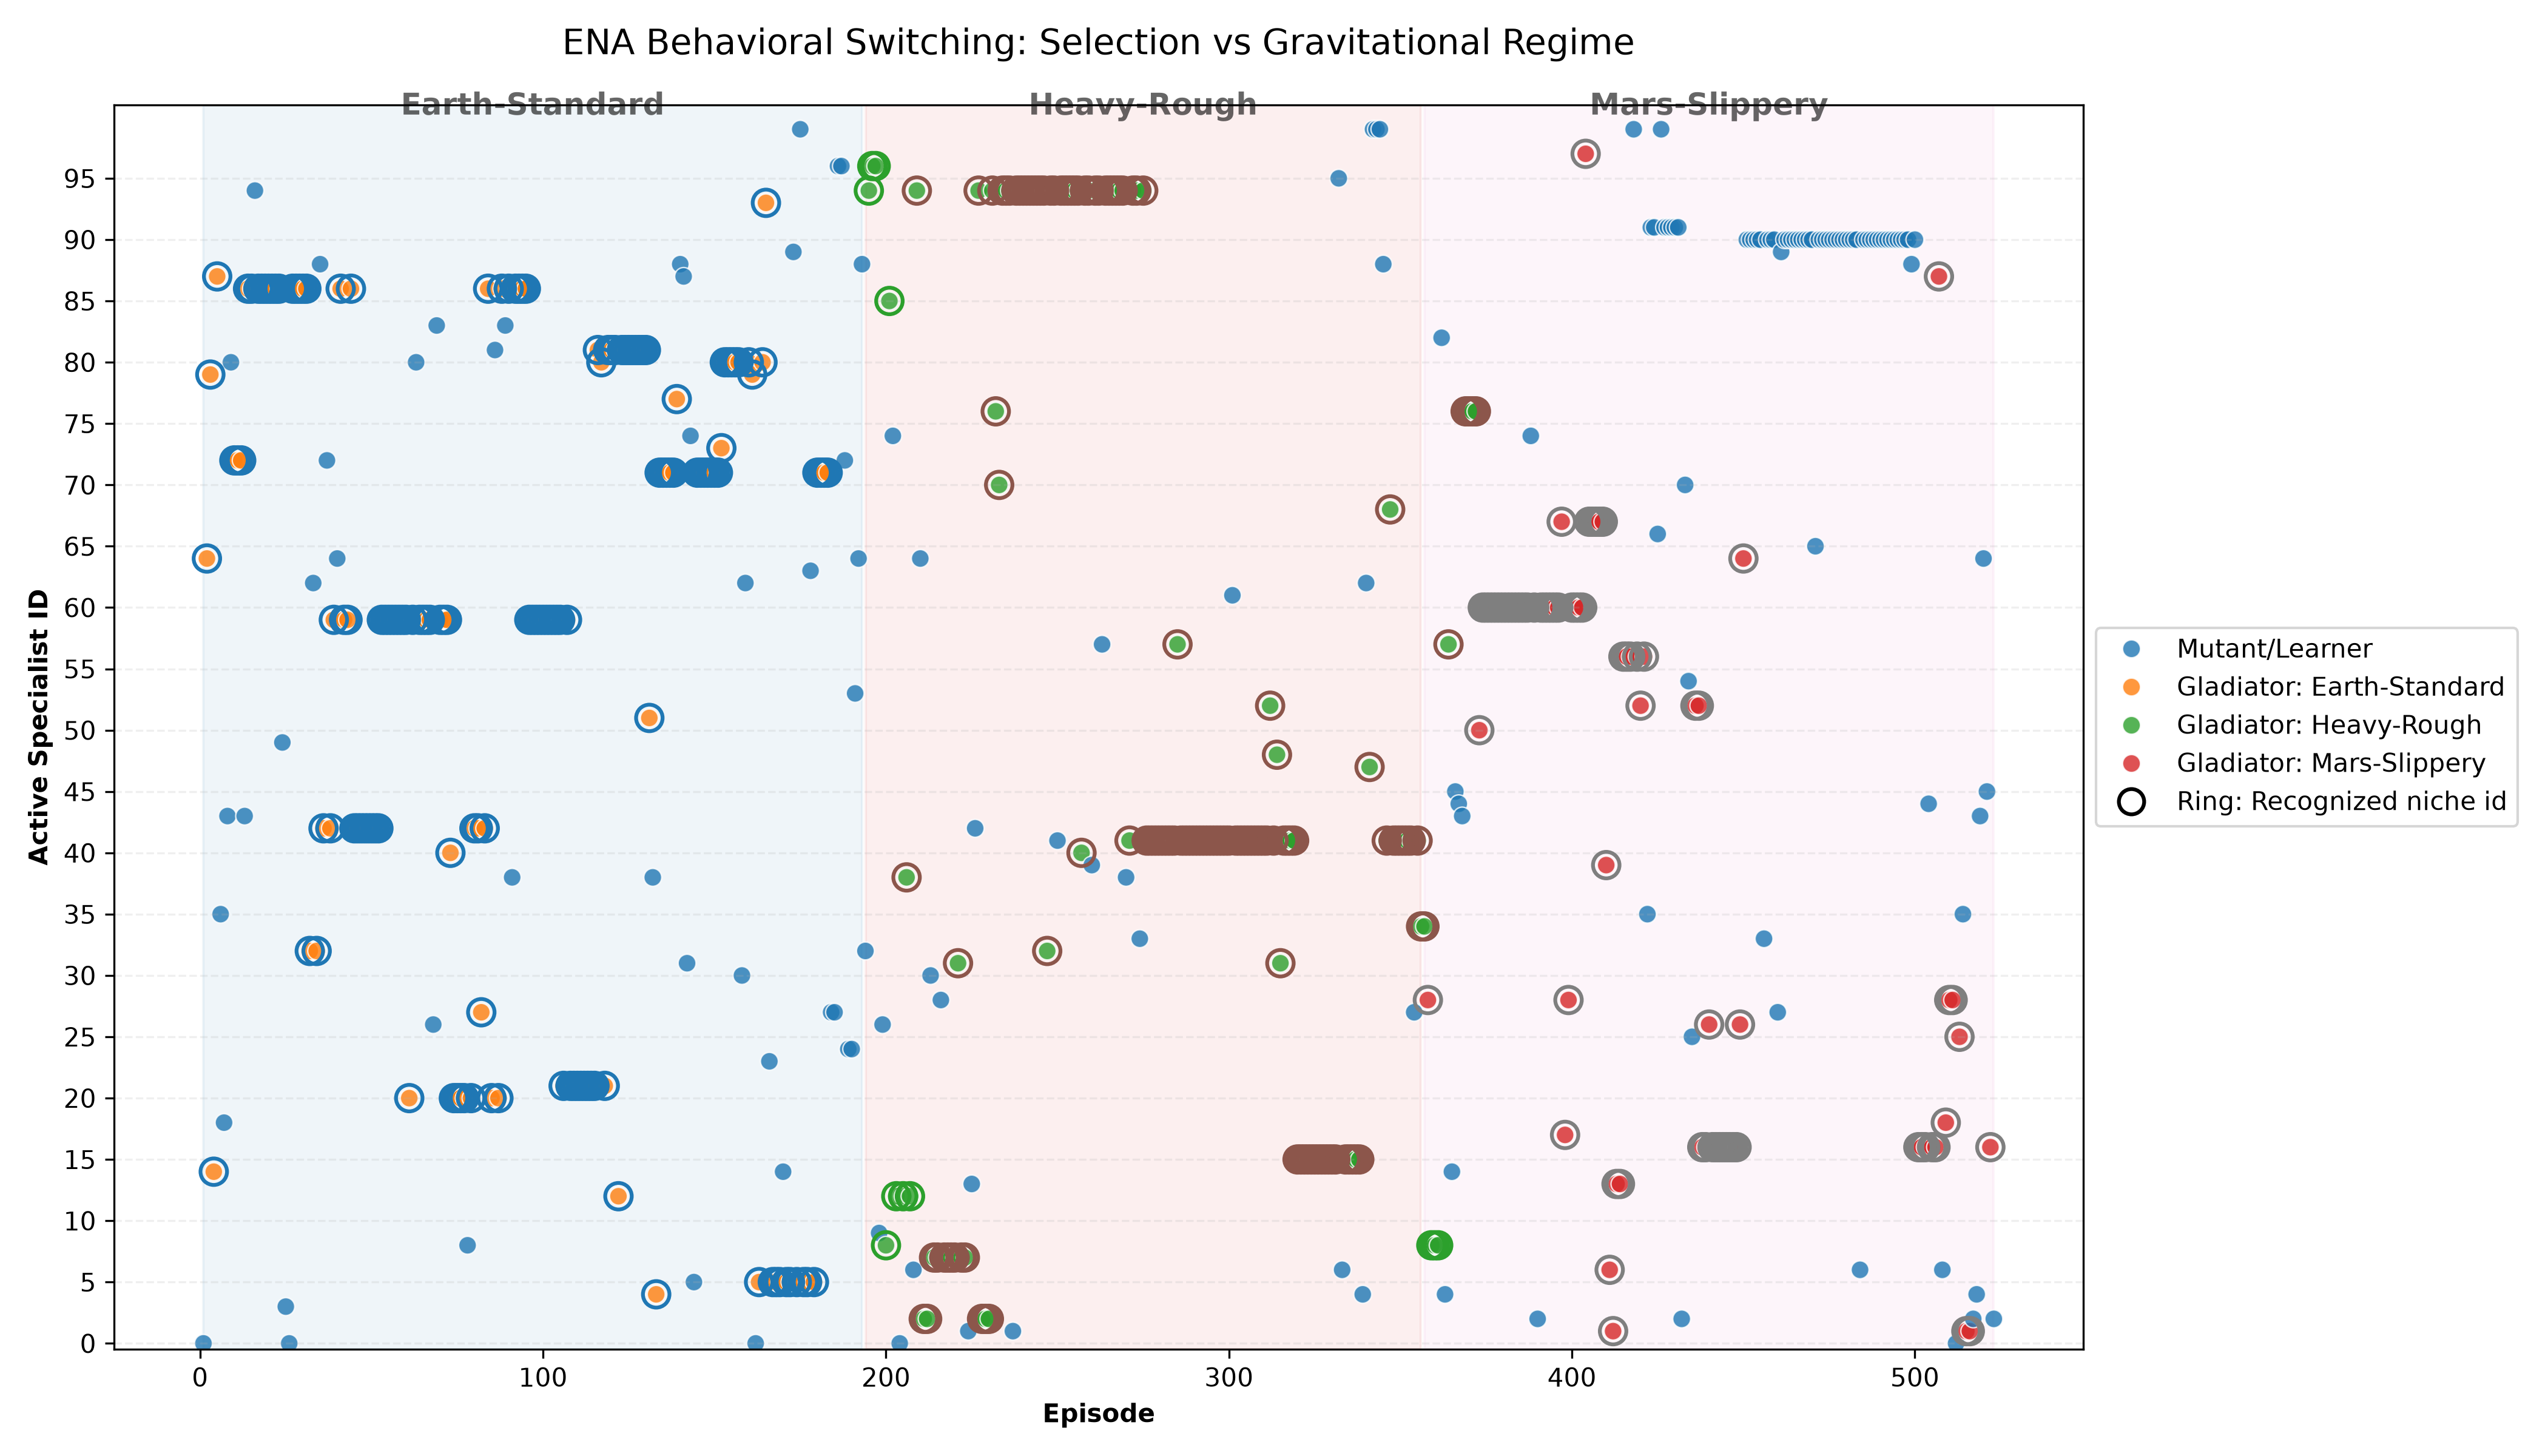 ENA Behavioral Switching: Selection vs Gravitational Regime
Earth-Standard
Heavy-Rough
Mars-Slippery
Active Specialist ID
95
90
85
80
75
70
65
60
55
50
45
40
35
30
25
20
15
10
5
0
0
100
200
300
400
500
Episode
Mutant/Learner
Gladiator: Earth-Standard
Gladiator: Heavy-Rough
Gladiator: Mars-Slippery
Ring: Recognized niche id